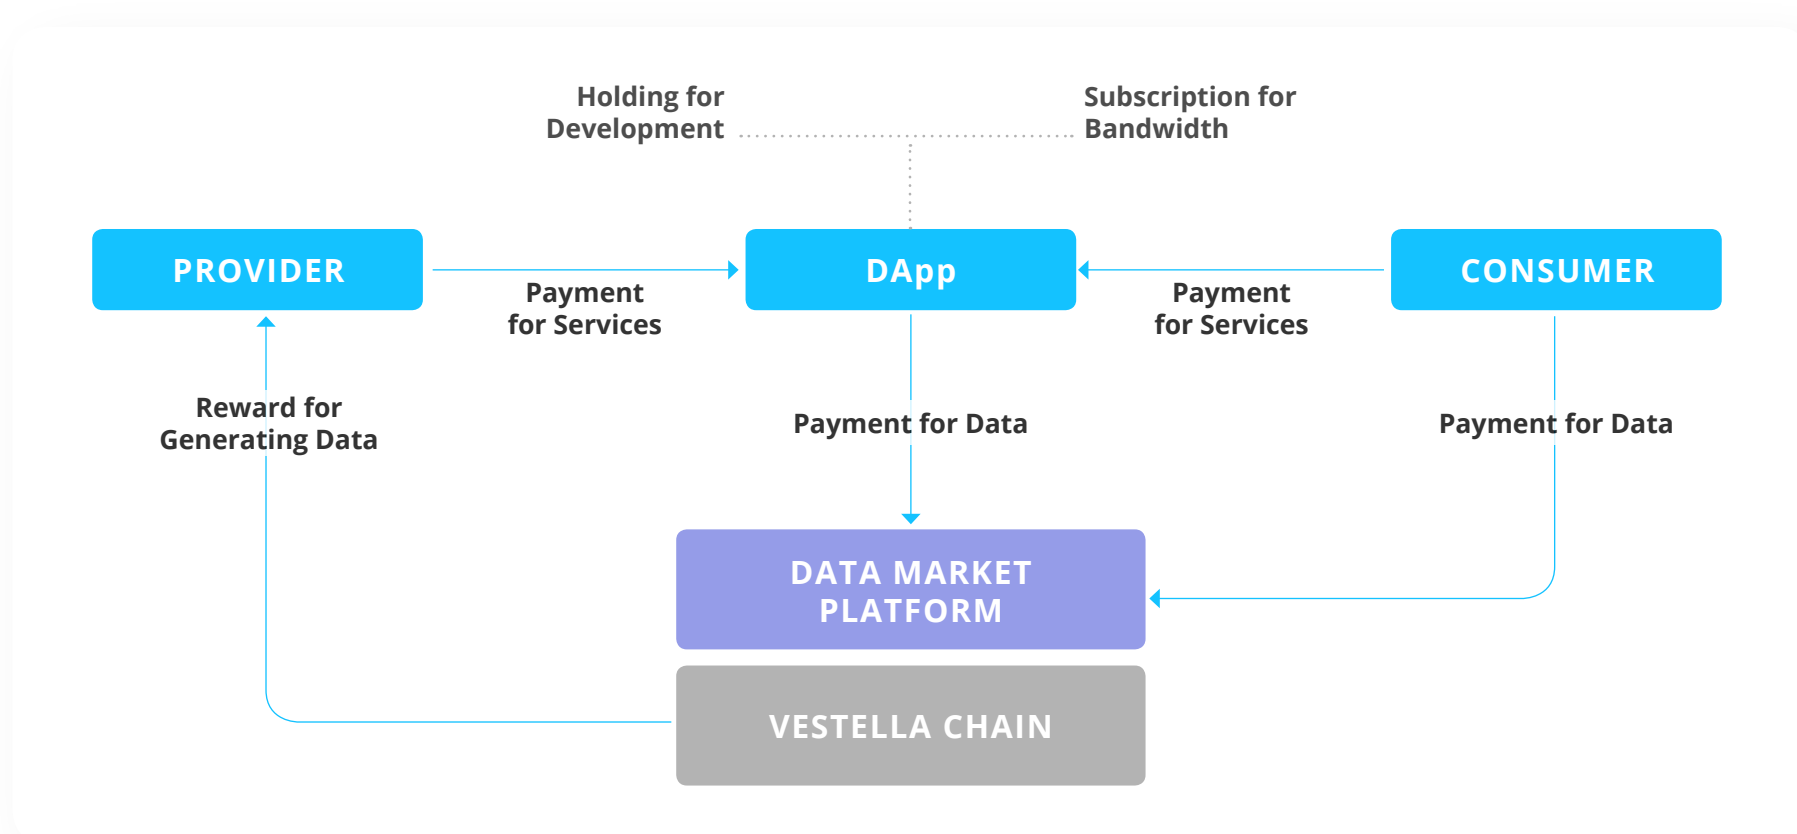 Holding for
Development
Subscription for
Bandwidth
PROVIDER
DApp
CONSUMER
Payment
for Services
Payment
for Services
Reward for
Generating Data
Payment for Data
Payment for Data
DATA MARKET
PLATFORM
VESTELLA CHAIN